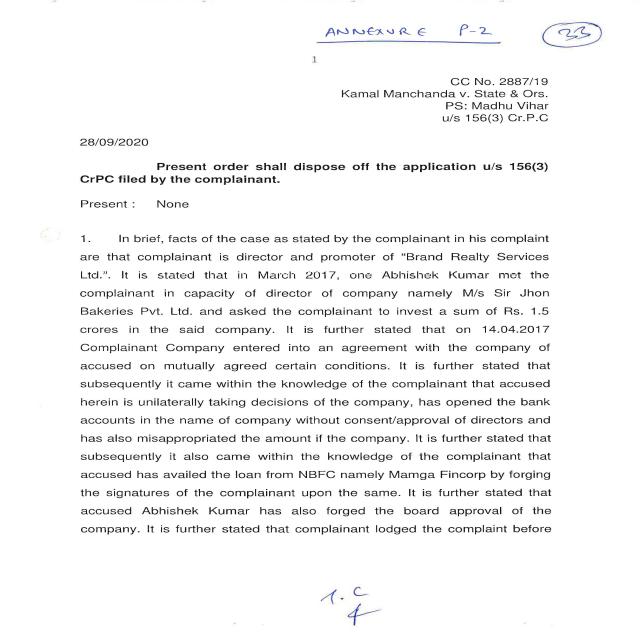 ANNEXURE P-2 33
1
CC No. 2887/19
Kamal Manchanda v. State & Ors.
PS: Madhu Vihar
u/s 156(3) Cr.P.C
28/09/2020
Present order shall dispose off the application u/s 156(3)
CrPC filed by the complainant.
Present : None
1. In brief, facts of the case as stated by the complainant in his complaint
are that complainant is director and promoter of "Brand Realty Services
Ltd.". It is stated that in March 2017, one Abhishek Kumar met the
complainant in capacity of director of company namely M/s Sir Jhon
Bakeries Pvt. Ltd. and asked the complainant to invest a sum of Rs. 1.5
crores in the said company. It is further stated that on 14.04.2017
Complainant Company entered into an agreement with the company of
accused on mutually agreed certain conditions. It is further stated that
subsequently it came within the knowledge of the complainant that accused
herein is unilaterally taking decisions of the company, has opened the bank
accounts in the name of company without consent/approval of directors and
has also misappropriated the amount if the company. It is further stated that
subsequently it also came within the knowledge of the complainant that
accused has availed the loan from NBFC namely Mamga Fincorp by forging
the signatures of the complainant upon the same. It is further stated that
accused Abhishek Kumar has also forged the board approval of the
company. It is further stated that complainant lodged the complaint before
T.C